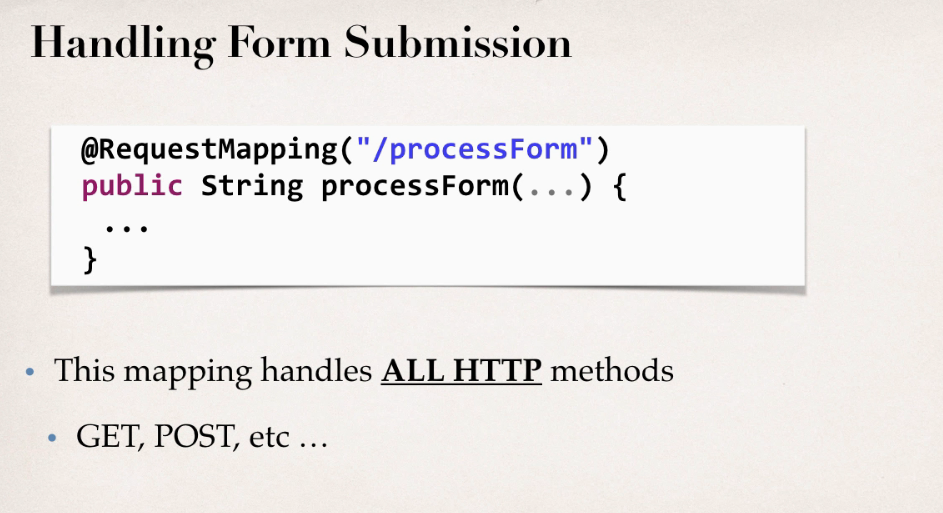 Handling Form Submission
@RequestMapping("/processForm")
public String processForm(...) {
...
}
• This mapping handles ALL HTTP methods
• GET, POST, etc …